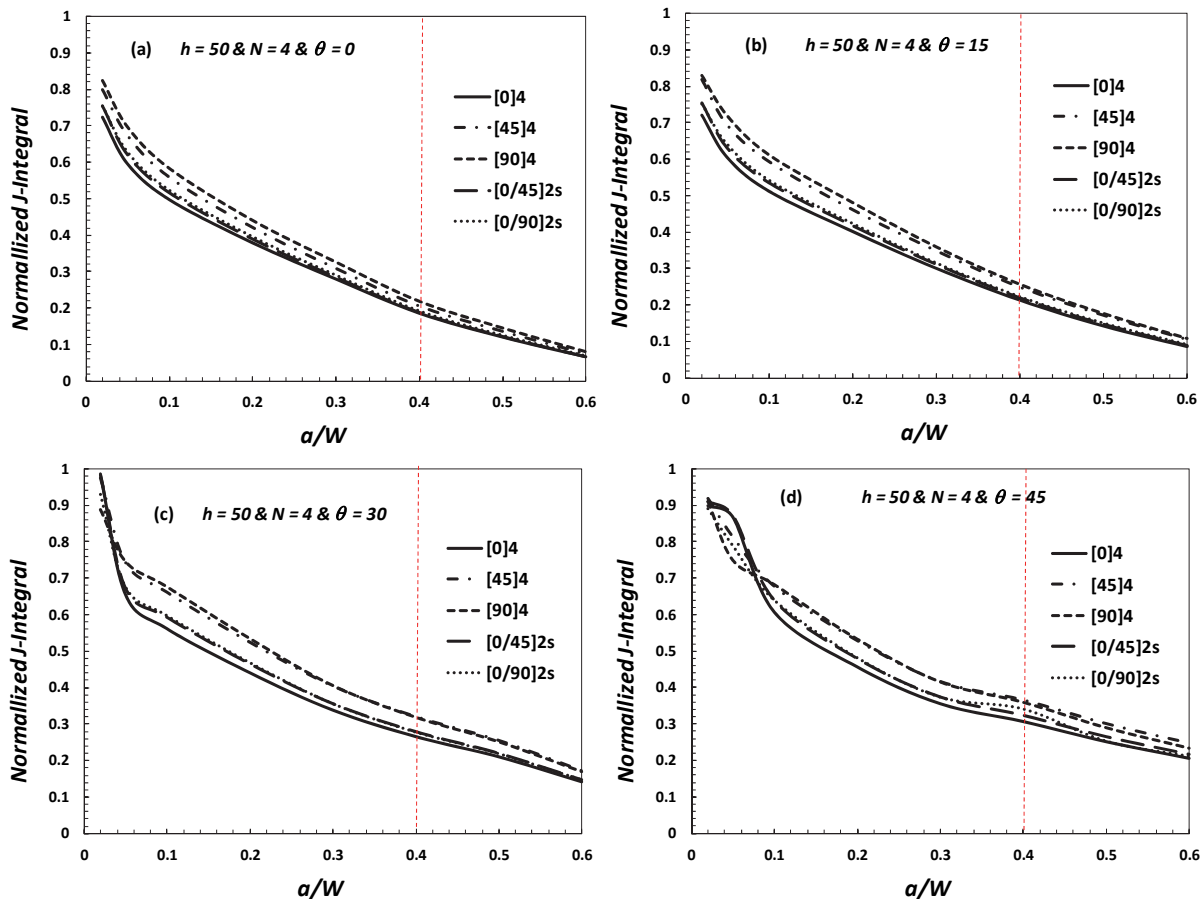 (a) h = 50 & N = 4 & θ = 0
Normallized J-Integral
1
0.9
0.8
0.7
0.6
0.5
0.4
0.3
0.2
0.1
0
[0]4
[45]4
[90]4
[0/45]2s
[0/90]2s
0 0.1 0.2 0.3 0.4 0.5 0.6
a/W
(b) h = 50 & N = 4 & θ = 15
Normallized J-Integral
1
0.9
0.8
0.7
0.6
0.5
0.4
0.3
0.2
0.1
0
[0]4
[45]4
[90]4
[0/45]2s
[0/90]2s
0 0.1 0.2 0.3 0.4 0.5 0.6
a/W
(c) h = 50 & N = 4 & θ = 30
Normallized J-Integral
1
0.9
0.8
0.7
0.6
0.5
0.4
0.3
0.2
0.1
0
[0]4
[45]4
[90]4
[0/45]2s
[0/90]2s
0 0.1 0.2 0.3 0.4 0.5 0.6
a/W
(d) h = 50 & N = 4 & θ = 45
Normallized J-Integral
1
0.9
0.8
0.7
0.6
0.5
0.4
0.3
0.2
0.1
0
[0]4
[45]4
[90]4
[0/45]2s
[0/90]2s
0 0.1 0.2 0.3 0.4 0.5 0.6
a/W